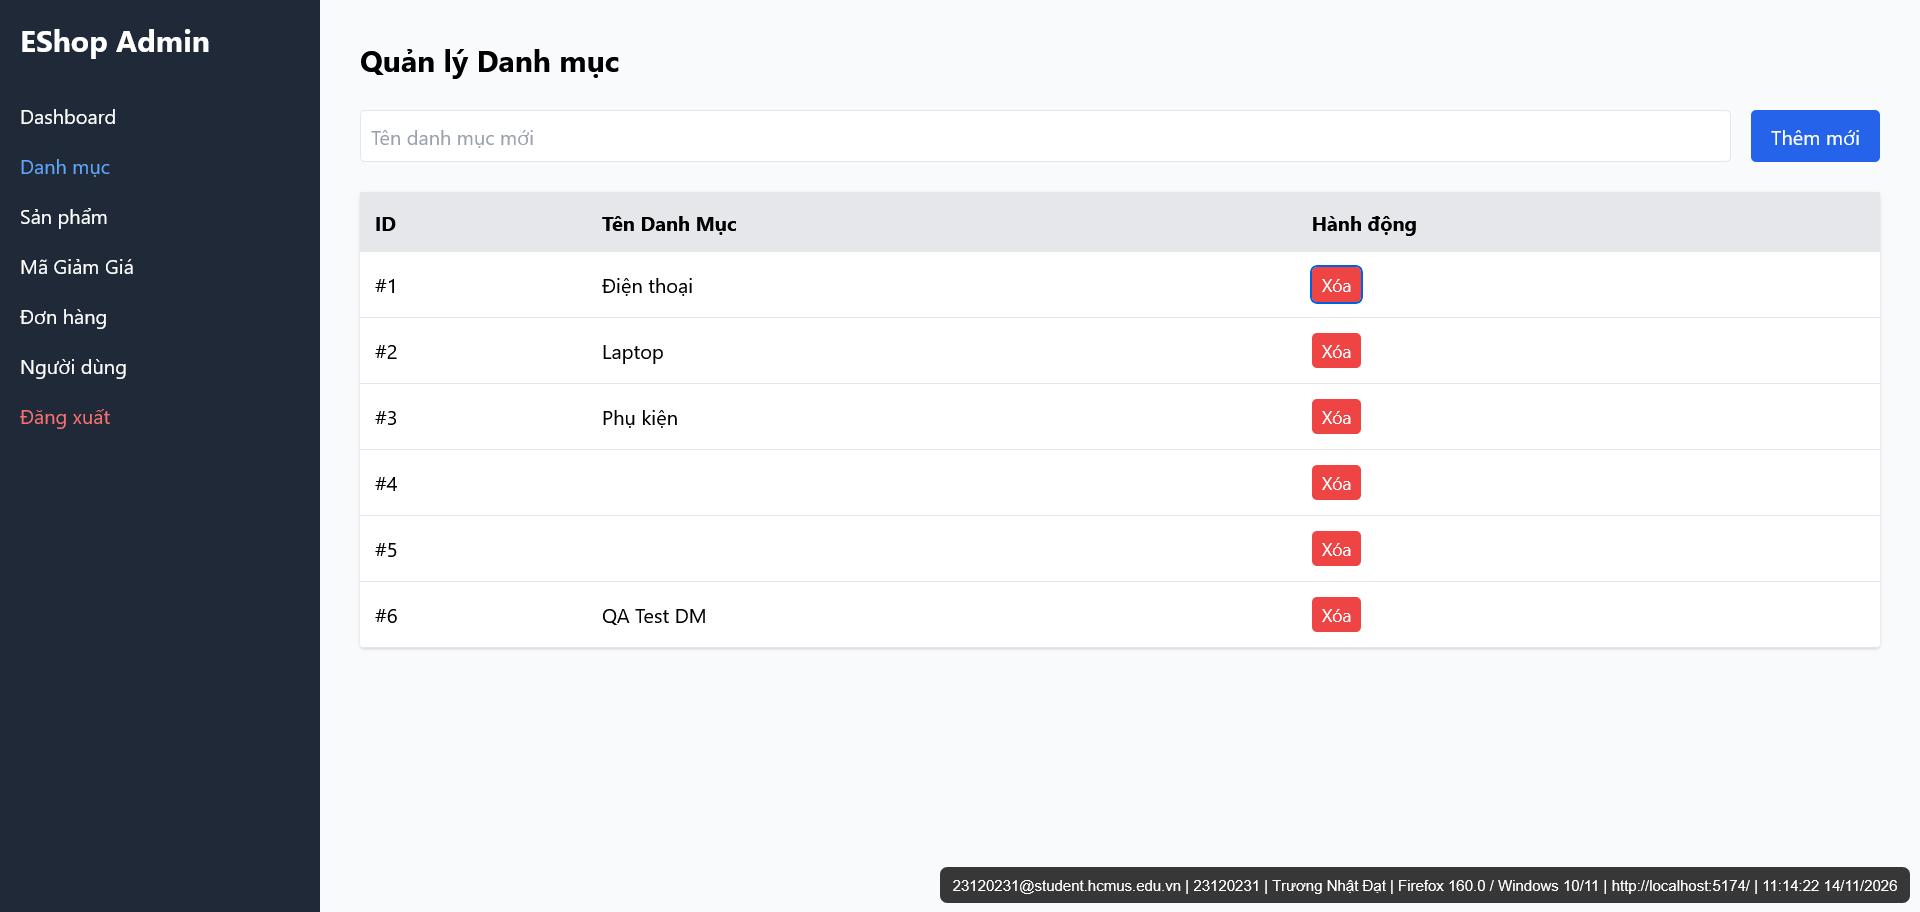 EShop Admin
Dashboard
Danh mục
Sản phẩm
Mã Giảm Giá
Đơn hàng
Người dùng
Đăng xuất
Quản lý Danh mục
Tên danh mục mới
Thêm mới
ID Tên Danh Mục Hành động
#1 Điện thoại Xóa
#2 Laptop Xóa
#3 Phụ kiện Xóa
#4 Xóa
#5 Xóa
#6 QA Test DM Xóa
23120231@student.hcmus.edu.vn | 23120231 | Trương Nhật Đạt | Firefox 160.0 / Windows 10/11 | http://localhost:5174/ | 11:14:22 14/11/2026